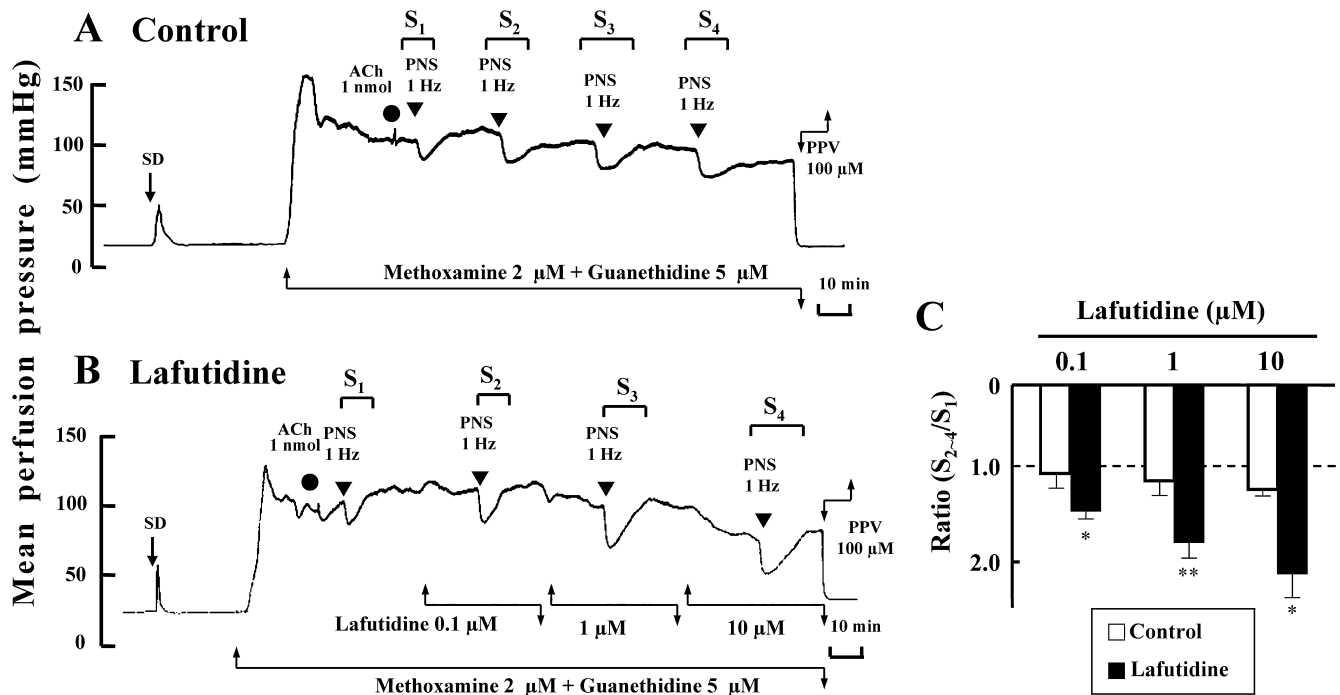 Mean perfusion pressure (mmHg)
A Control
S1 S2 S3 S4
ACh
1 nmol
PNS
1 Hz
PNS
1 Hz
PNS
1 Hz
PNS
1 Hz
SD
PPV
100 µM
150
100
50
0
Methoxamine 2 µM + Guanethidine 5 µM
10 min
B Lafutidine
S1 S2 S3 S4
ACh
1 nmol
PNS
1 Hz
PNS
1 Hz
PNS
1 Hz
PNS
1 Hz
SD
PPV
100 µM
150
100
50
0
Lafutidine 0.1 µM 1 µM 10 µM
10 min
Methoxamine 2 µM + Guanethidine 5 µM
C
Lafutidine (µM)
0.1 1 10
Ratio (S2~4/S1)
0
1.0
2.0
* ** *
Control
Lafutidine